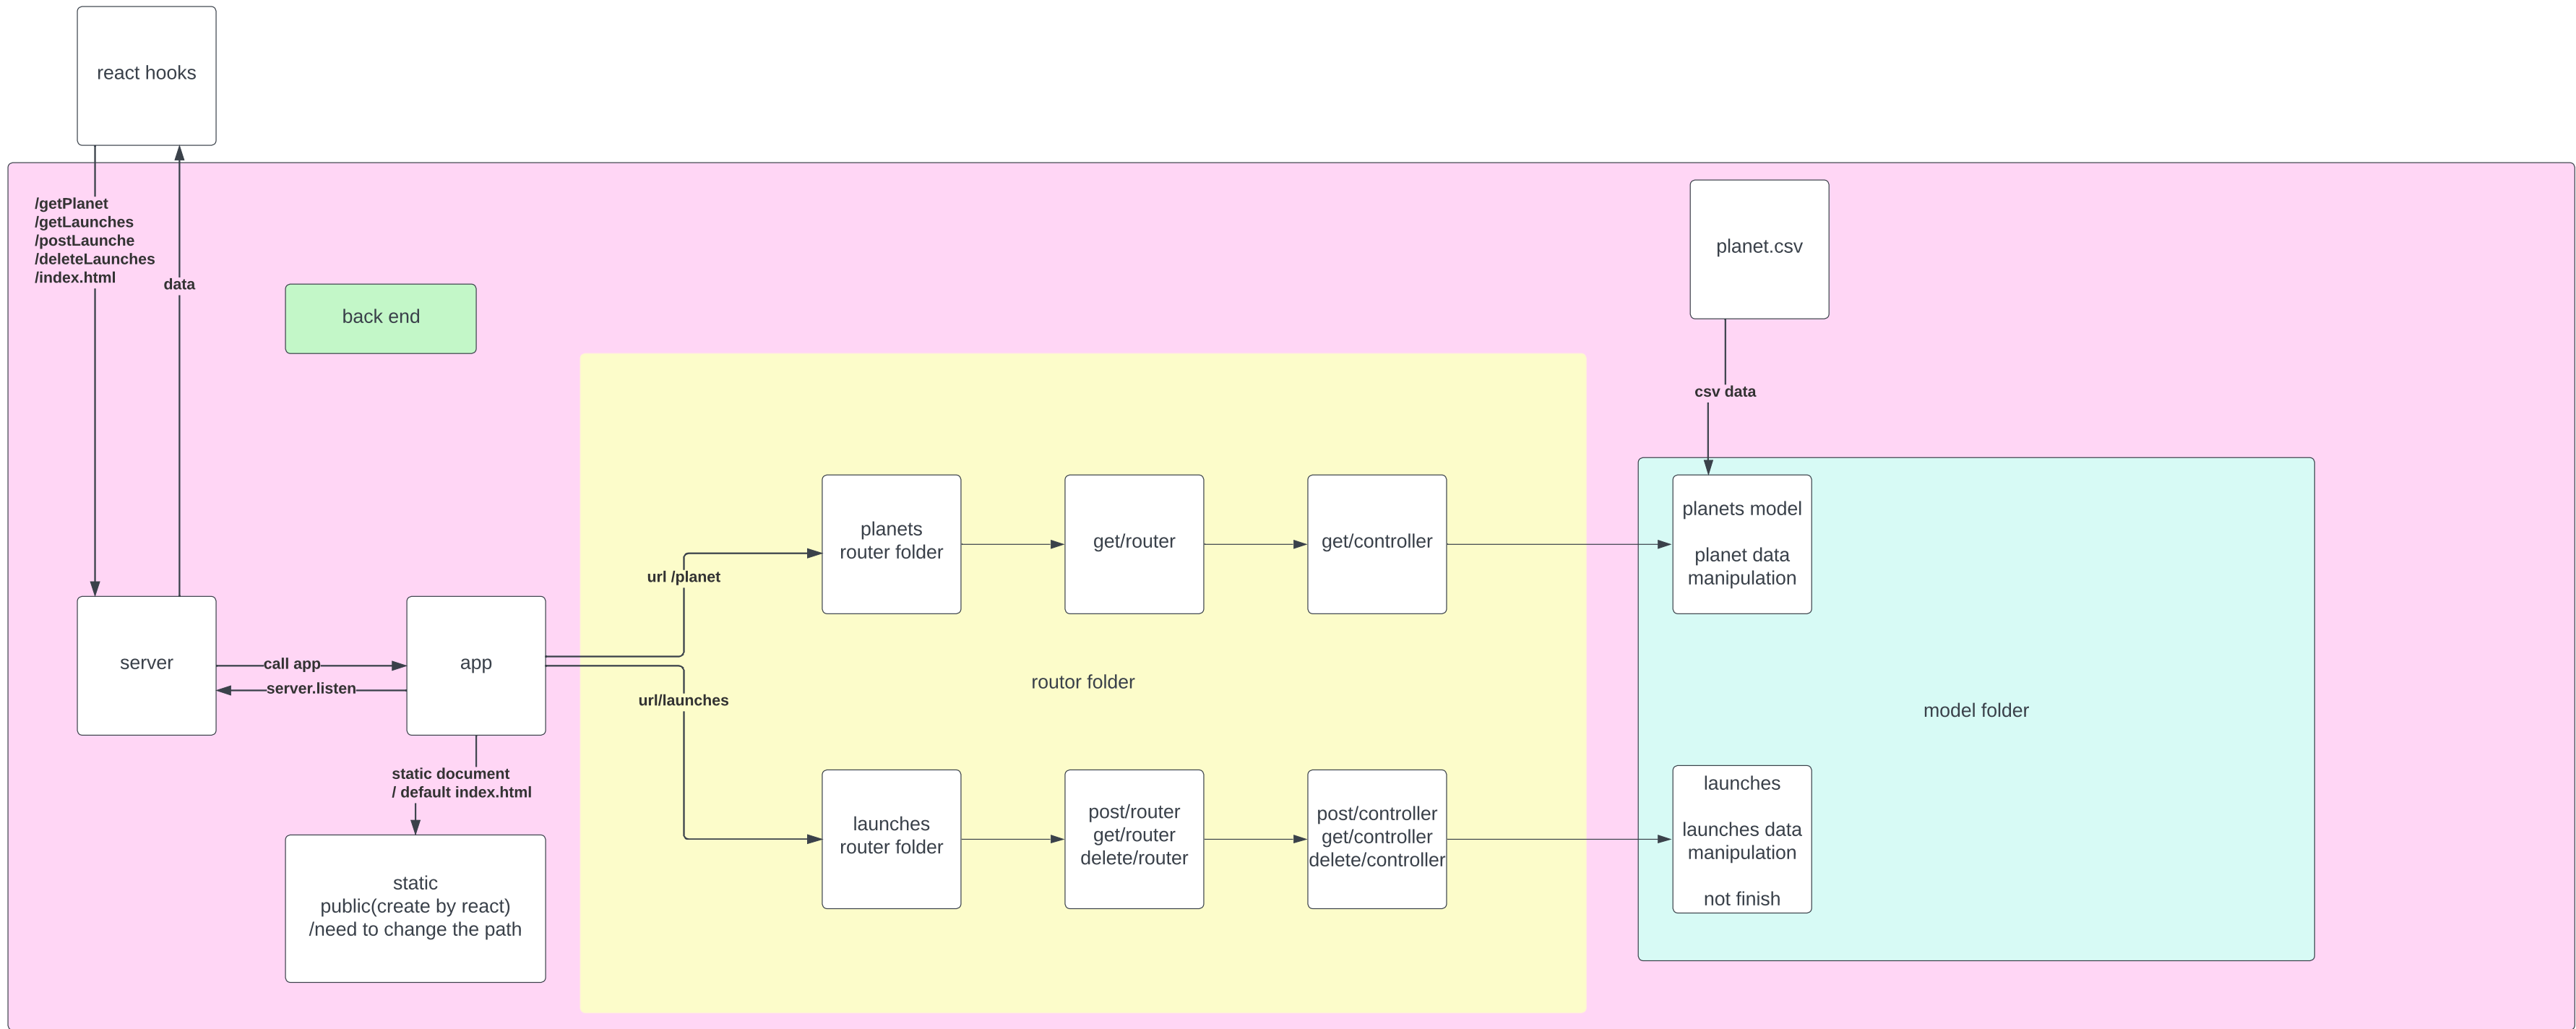 react hooks
/getPlanet
/getLaunches
/postLaunche
/deleteLaunches
/index.html
data
back end
planet.csv
csv data
planets
router folder
get/router
get/controller
planets model
planet data
manipulation
url /planet
server
call app
server.listen
app
routor folder
url/launches
model folder
static document
/ default index.html
launches
router folder
post/router
get/router
delete/router
post/controller
get/controller
delete/controller
launches
launches data
manipulation
not finish
static
public(create by react)
/need to change the path